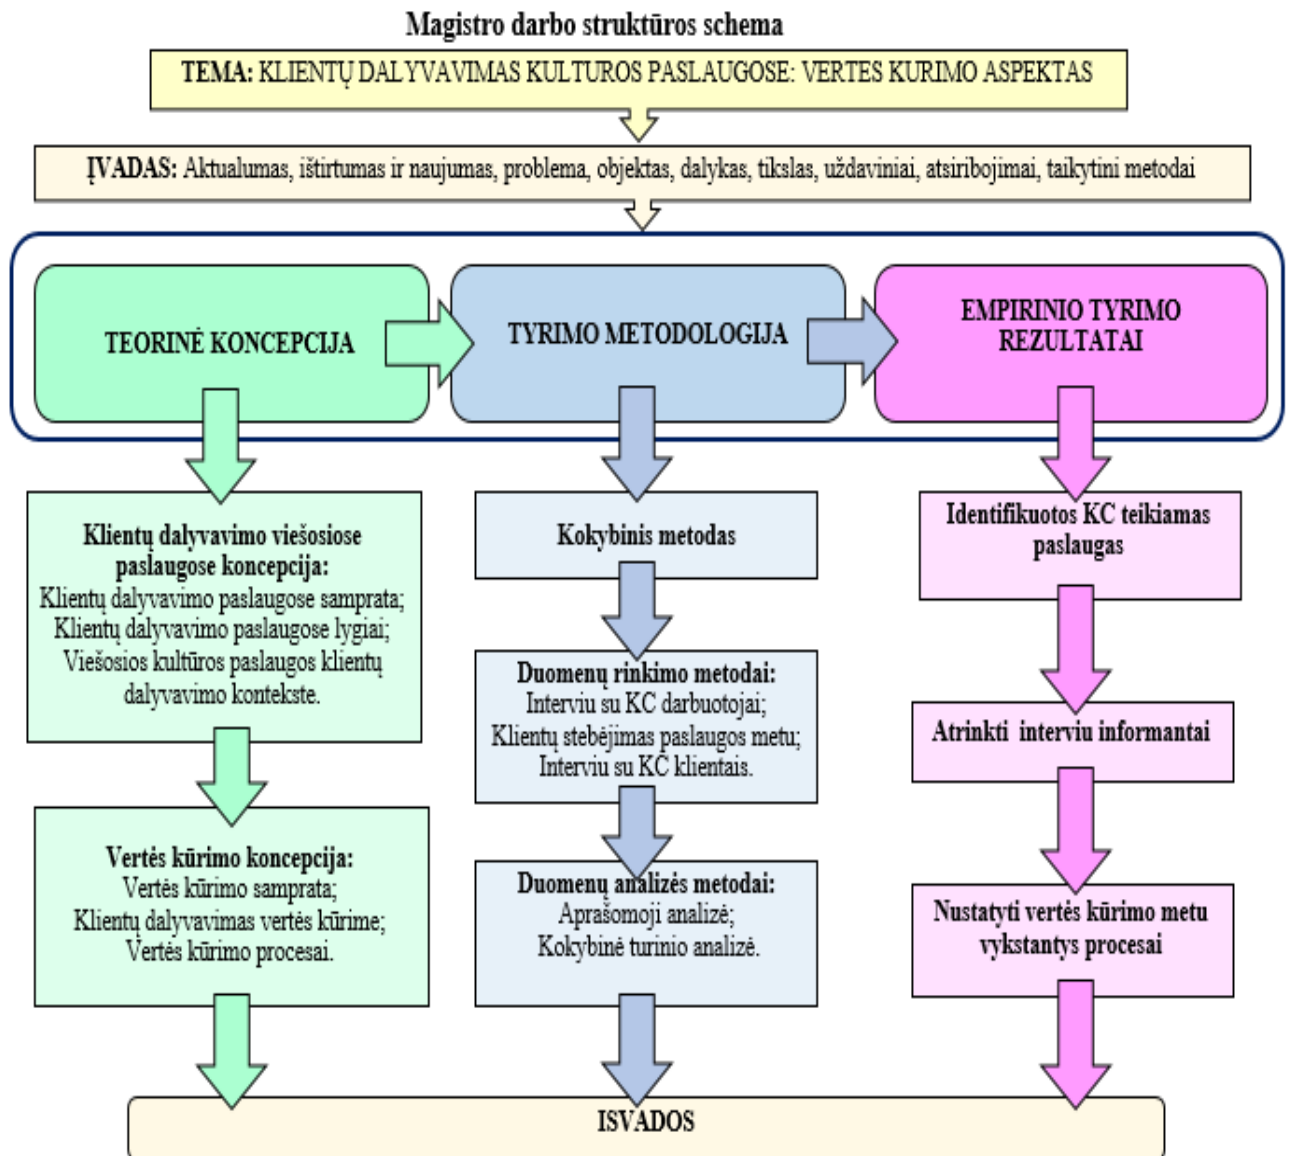 Magistro darbo struktūros schema
TEMA: KLIENTŲ DALYVAVIMAS KULTUROS PASLAUGOSE: VERTES KURIMO ASPEKTAS
ĮVADAS: Aktualumas, ištirtumas ir naujumas, problema, objektas, dalykas, tikslas, uždaviniai, atsiribojimai, taikytini metodai
TEORINĖ KONCEPCIJA
TYRIMO METODOLOGIJA
EMPIRINIO TYRIMO
REZULTATAI
Klientų dalyvavimo viešosiose
paslaugose koncepcija:
Klientų dalyvavimo paslaugose samprata;
Klientų dalyvavimo paslaugose lygiai;
Viešosios kultūros paslaugos klientų
dalyvavimo kontekste.
Vertės kūrimo koncepcija:
Vertės kūrimo samprata;
Klientų dalyvavimas vertės kūrime;
Vertės kūrimo procesai.
Kokybinis metodas
Duomenų rinkimo metodai:
Interviu su KC darbuotojai;
Klientų stebėjimas paslaugos metu;
Interviu su KC klientais.
Duomenų analizės metodai:
Aprašomoji analizė;
Kokybinė turinio analizė.
Identifikuotos KC teikiamas
paslaugas
Atrinkti interviu informantai
Nustatyti vertės kūrimo metu
vykstantys procesai
ISVADOS